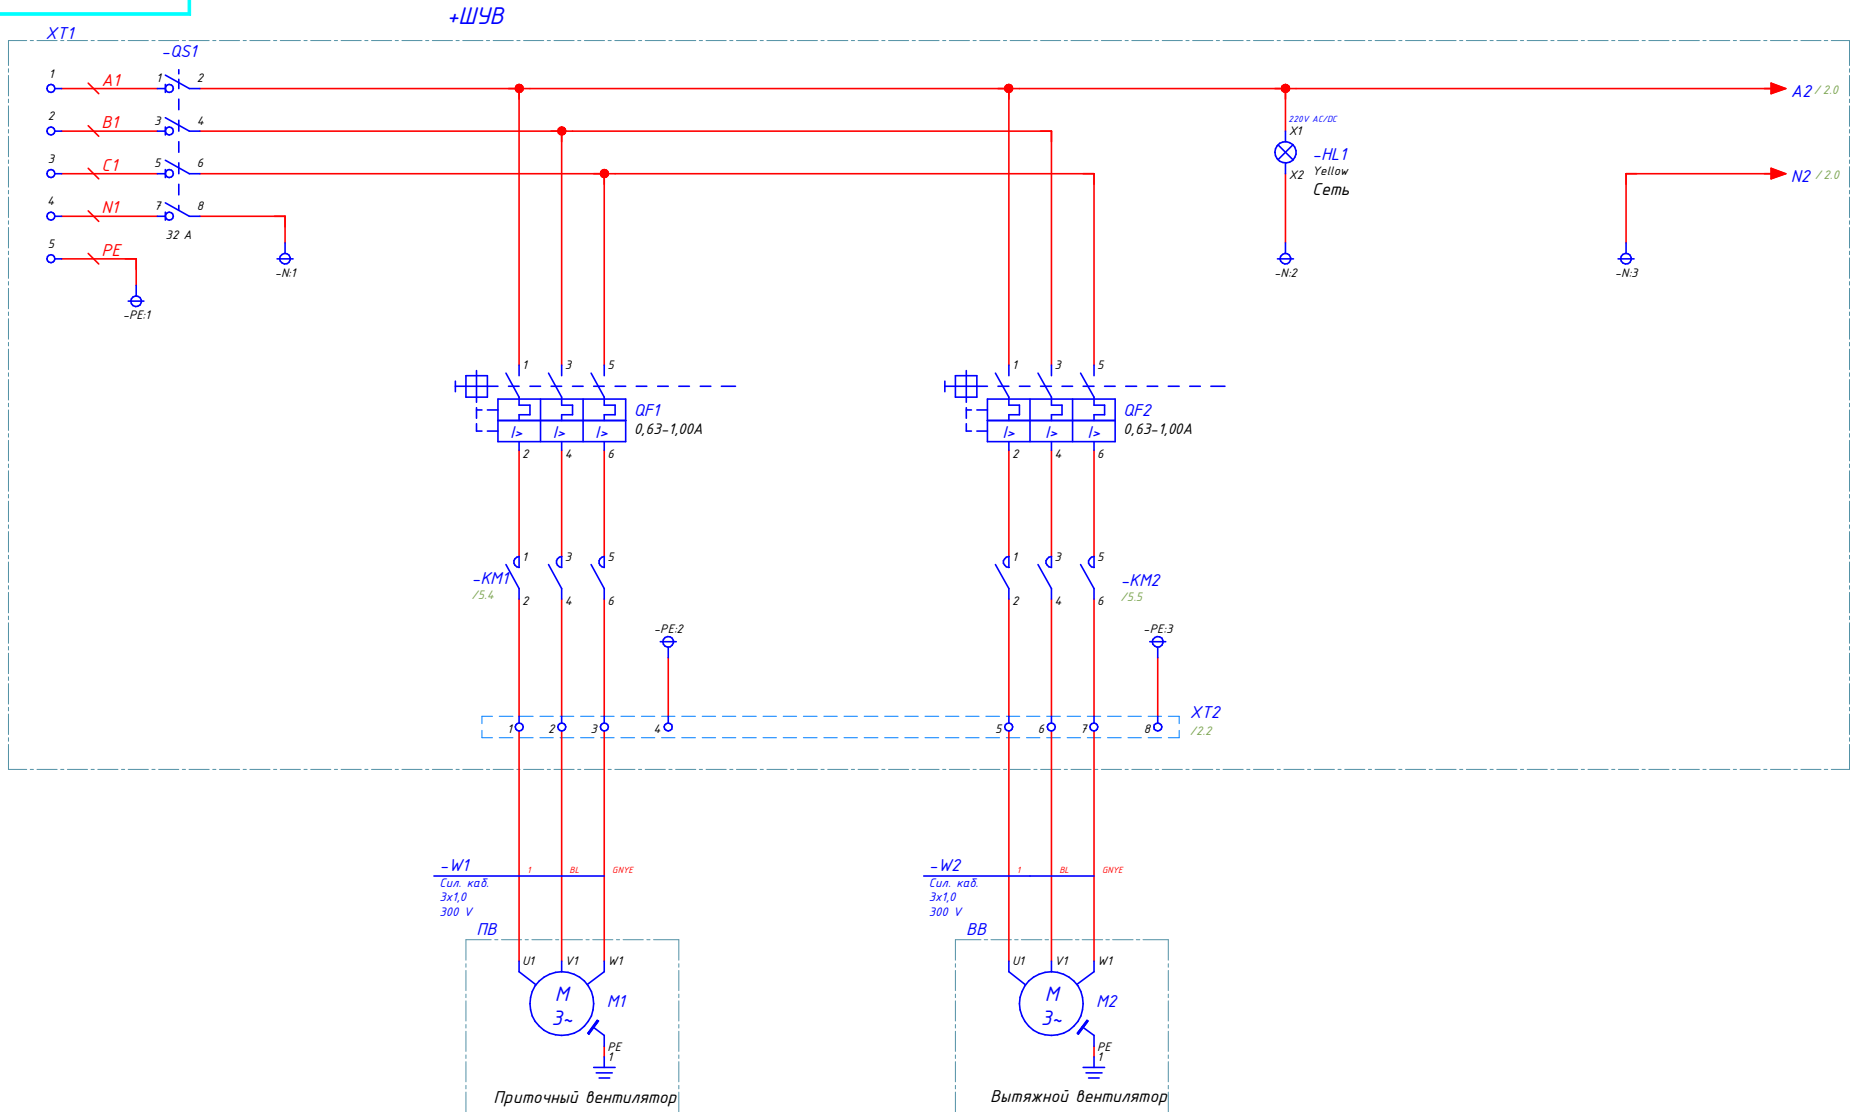 +ШУВ
XT1
-QS1
1 A1 1 2
A2 / 2.0
2 B1 3 4
220V AC/DC
X1
3 C1 5 6
-HL1
X2 Yellow
Сеть
N2 / 2.0
4 N1 7 8
32 A
5 PE
-N:1
-N:2
-N:3
-PE:1
1 3 5
1 3 5
QF1
0,63-1,00A
I> I> I>
QF2
0,63-1,00A
I> I> I>
2 4 6
2 4 6
1 3 5
1 3 5
-KM1
/5.4
-KM2
/5.5
2 4 6
2 4 6
-PE:2
-PE:3
XT2
/2.2
1 2 3 4 5 6 7 8
-W1
1 BL GNYE
Сил. каб.
3x1,0
300 V
-W2
1 BL GNYE
Сил. каб.
3x1,0
300 V
ПВ
U1 V1 W1
M
3~
M1
PE
1
Приточный вентилятор
ВВ
U1 V1 W1
M
3~
M2
PE
1
Вытяжной вентилятор